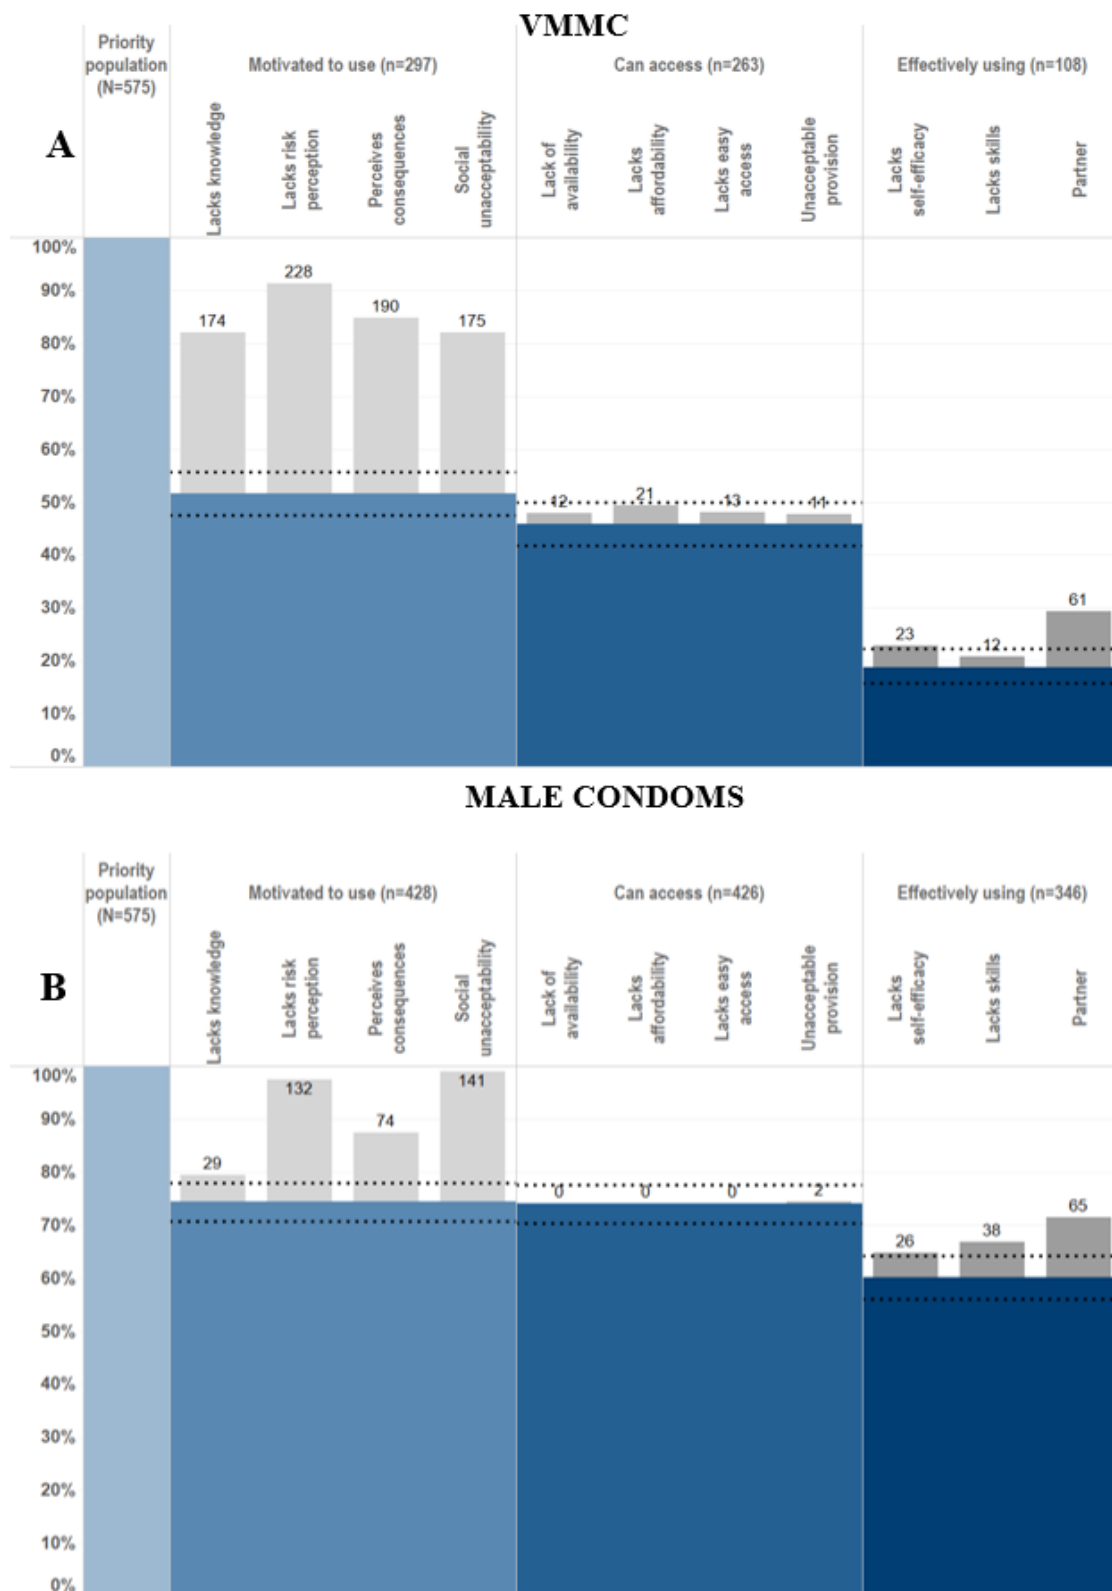 VMMC
Priority
population
(N=575)
Motivated to use (n=297)
Can access (n=263)
Effectively using (n=108)
A
Lacks knowledge
Lacks risk
perception
Perceives
consequences
Social
unacceptability
Lack of
availability
Lacks
affordability
Lacks easy
access
Unacceptable
provision
Lacks
self-efficacy
Lacks skills
Partner
100%
90%
80%
70%
60%
50%
40%
30%
20%
10%
0%
174
228
190
175
12
21
13
11
23
12
61
MALE CONDOMS
Priority
population
(N=575)
Motivated to use (n=428)
Can access (n=426)
Effectively using (n=346)
B
Lacks knowledge
Lacks risk
perception
Perceives
consequences
Social
unacceptability
Lack of
availability
Lacks
affordability
Lacks easy
access
Unacceptable
provision
Lacks
self-efficacy
Lacks skills
Partner
100%
90%
80%
70%
60%
50%
40%
30%
20%
10%
0%
29
132
74
141
0
0
0
2
26
38
65